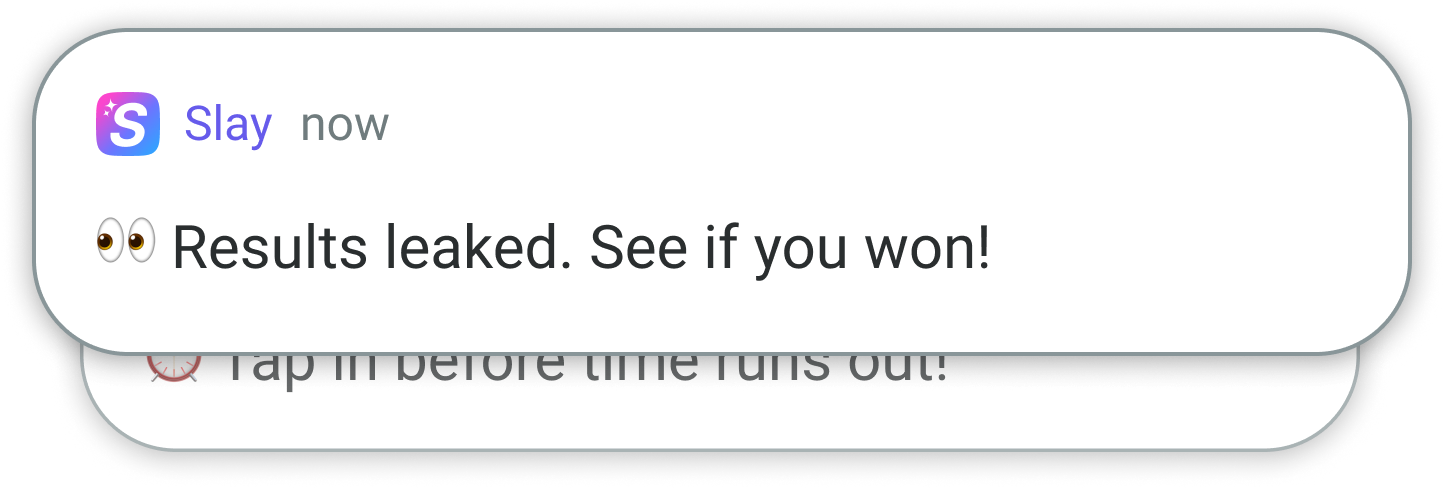 S Slay now
👀 Results leaked. See if you won!
⏰ Tap in before time runs out!